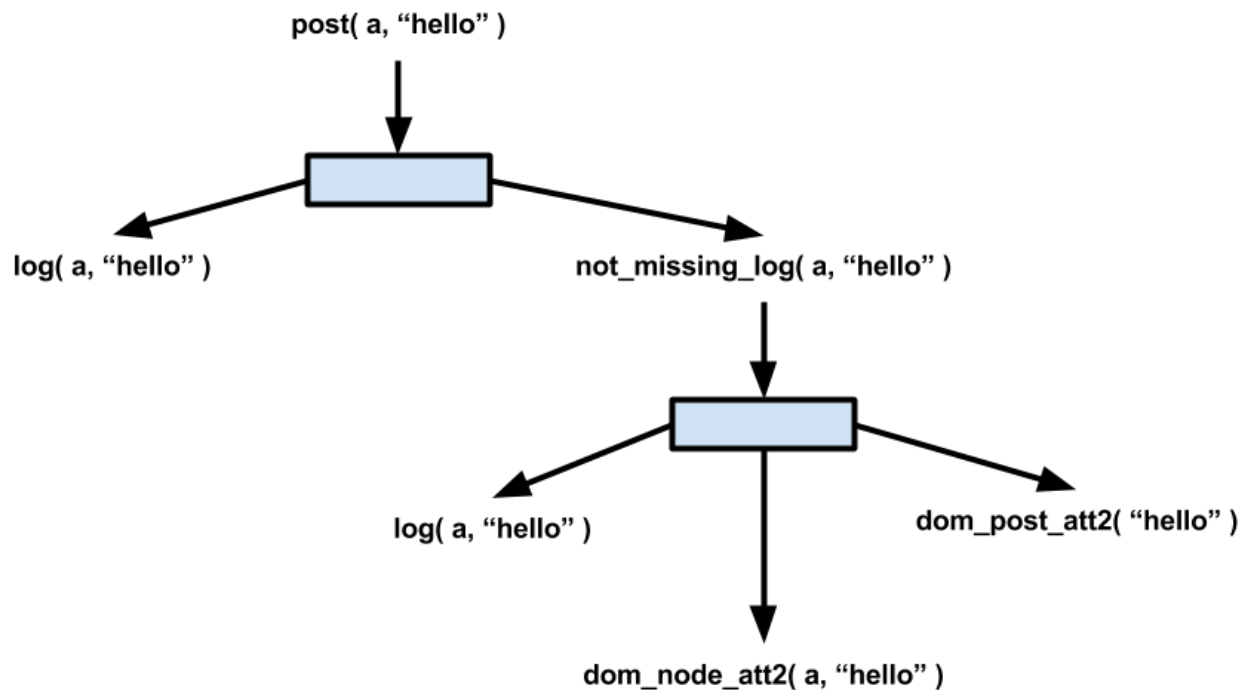 post( a, “hello” )
log( a, “hello” )
not_missing_log( a, “hello” )
log( a, “hello” )
dom_post_att2( “hello” )
dom_node_att2( a, “hello” )